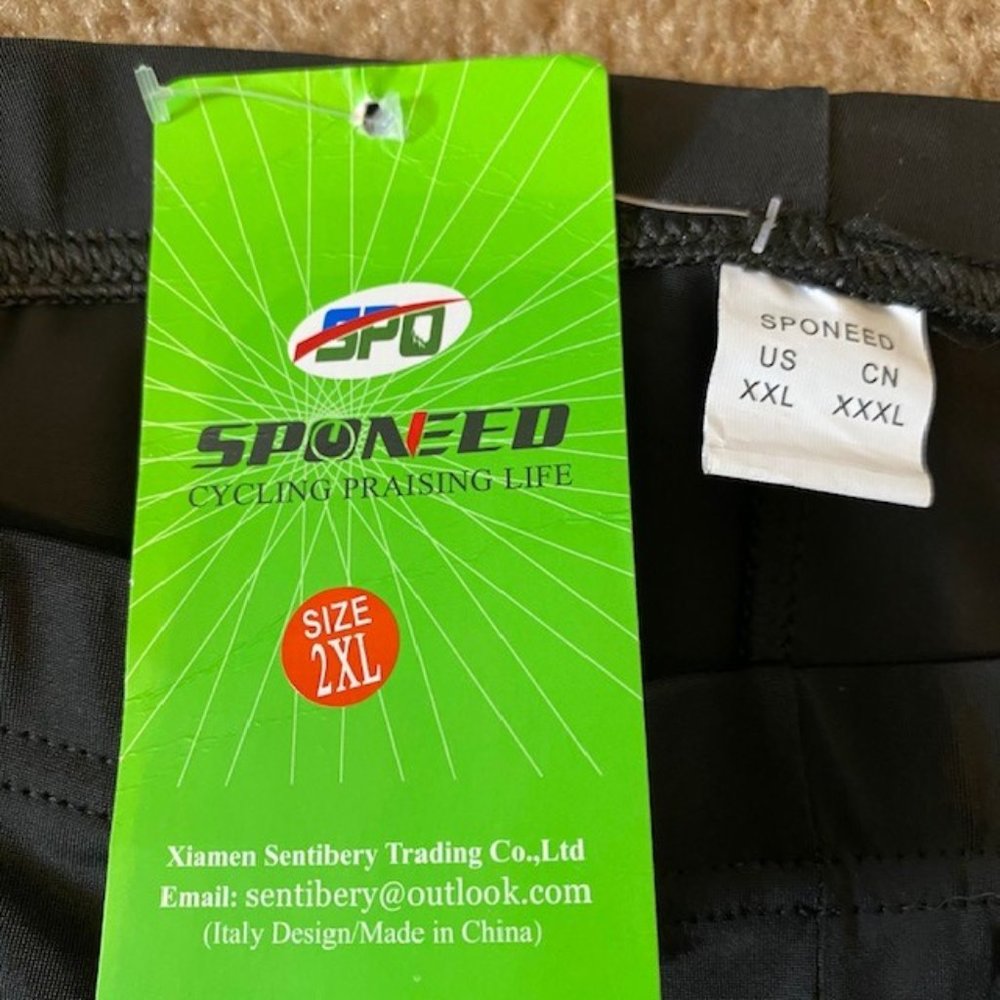 SPO
SPONEED
CYCLING PRAISING LIFE
SIZE
2XL
Xiamen Sentibery Trading Co.,Ltd
Email: sentibery@outlook.com
(Italy Design/Made in China)
SPONEED
US CN
XXL XXXL